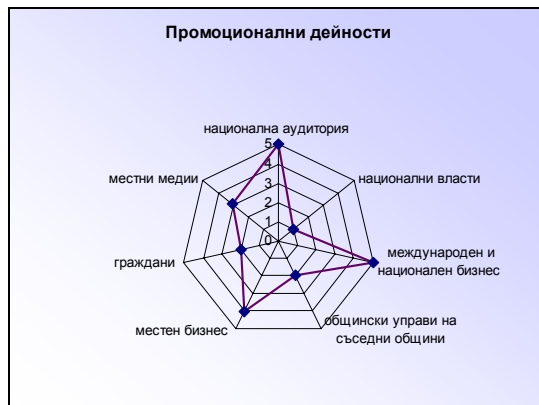 Промоционални дейности
национална аудитория
5
4
3
2
1
0
национални власти
международен и
национален бизнес
общински управи на
съседни общини
местен бизнес
граждани
местни медии